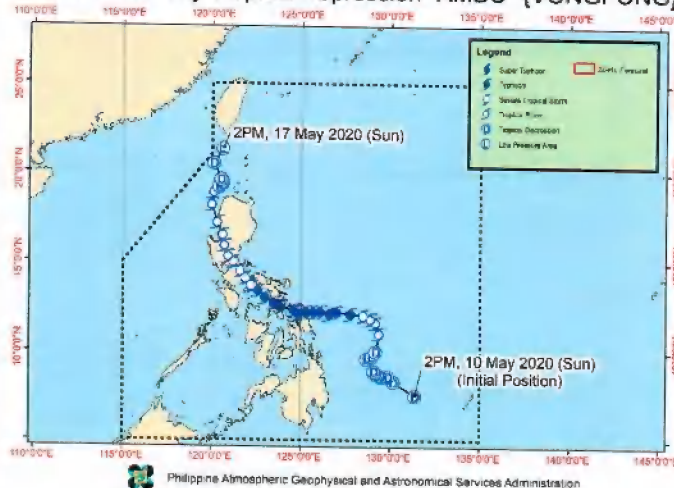 AMBO (VONGFONG)
110°0'0"E 115°0'0"E 120°0'0"E 125°0'0"E 130°0'0"E 135°0'0"E 140°0'0"E 145°0'0"E
Legend
Super Typhoon
Typhoon
Severe Tropical Storm
Tropical Storm
Tropical Depression
Low Pressure Area
25°0'0"N
2PM, 17 May 2020 (Sun)
20°0'0"N
15°0'0"N
10°0'0"N
2PM, 10 May 2020 (Sun)
(Initial Position)
110°0'0"E 115°0'0"E 120°0'0"E 125°0'0"E 130°0'0"E 135°0'0"E 140°0'0"E 145°0'0"E
Philippine Atmospheric Geophysical and Astronomical Services Administration